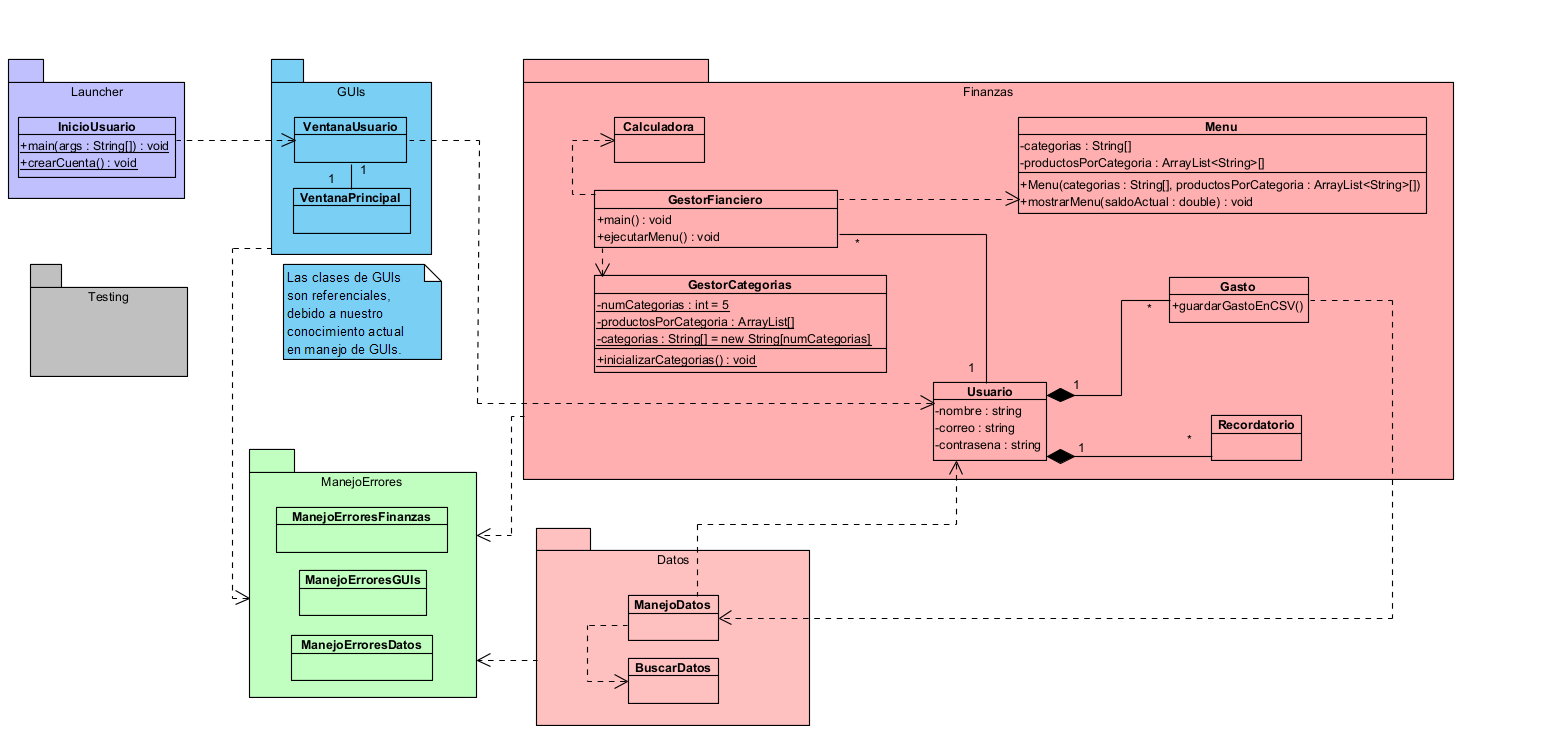 Launcher
InicioUsuario
+main(args : String[]) : void
+crearCuenta() : void
GUIs
VentanaUsuario
1
1
VentanaPrincipal
Las clases de GUIs
son referenciales,
debido a nuestro
conocimiento actual
en manejo de GUIs.
Testing
Finanzas
Calculadora
Menu
-categorias : String[]
-productosPorCategoria : ArrayList<String>[]
+Menu(categorias : String[], productosPorCategoria : ArrayList<String>[])
+mostrarMenu(saldoActual : double) : void
GestorFianciero
+main() : void
+ejecutarMenu() : void
*
GestorCategorias
-numCategorias : int = 5
-productosPorCategoria : ArrayList[]
-categorias : String[] = new String[numCategorias]
+inicializarCategorias() : void
Gasto
+guardarGastoEnCSV()
*
1
Usuario
-nombre : string
-correo : string
-contrasena : string
1
1
*
Recordatorio
ManejoErrores
ManejoErroresFinanzas
ManejoErroresGUIs
ManejoErroresDatos
Datos
ManejoDatos
BuscarDatos